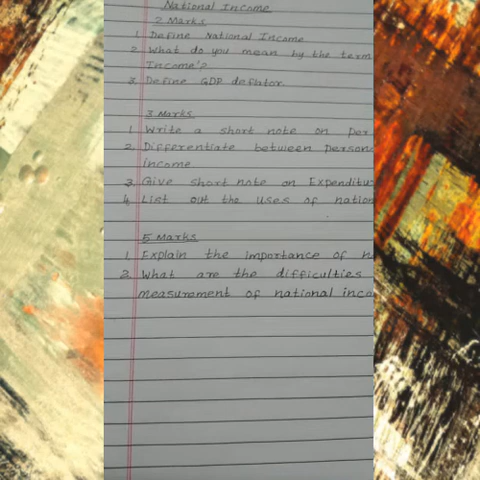 National Income
2 Marks
1. Define National Income
2. What do you mean by the term
Income'?
3. Define GDP deflator.
3 Marks
1. Write a short note on per
2. Differentiate between person
income
3. Give short note on Expenditu
4. List out the uses of nation
5 Marks
1. Explain the importance of n
2. What are the difficulties
measurement of national inco